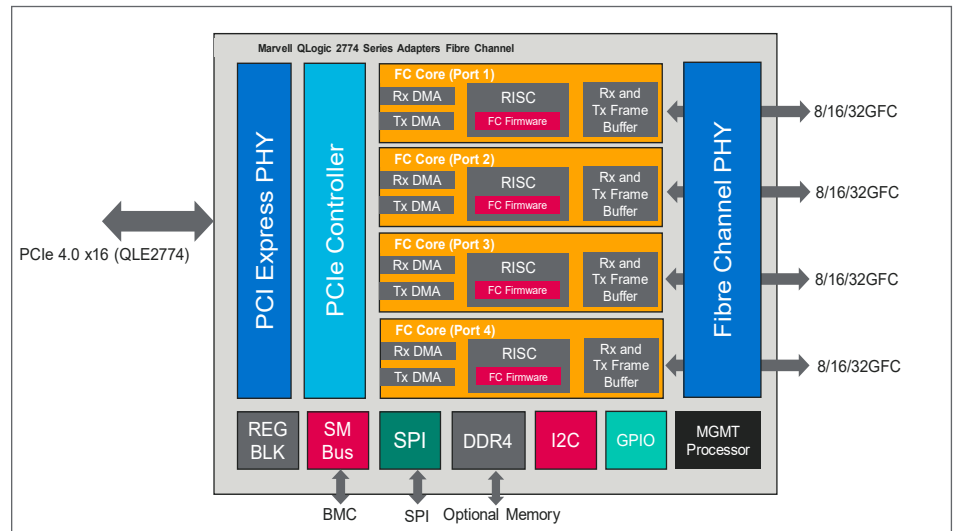 Marvell QLogic 2774 Series Adapters Fibre Channel
PCI Express PHY
PCIe Controller
FC Core (Port 1)
Rx DMA
Tx DMA
RISC
FC Firmware
Rx and
Tx Frame
Buffer
FC Core (Port 2)
Rx DMA
Tx DMA
RISC
FC Firmware
Rx and
Tx Frame
Buffer
FC Core (Port 3)
Rx DMA
Tx DMA
RISC
FC Firmware
Rx and
Tx Frame
Buffer
FC Core (Port 4)
Rx DMA
Tx DMA
RISC
FC Firmware
Rx and
Tx Frame
Buffer
Fibre Channel PHY
8/16/32GFC
8/16/32GFC
8/16/32GFC
8/16/32GFC
PCIe 4.0 x16 (QLE2774)
REG
BLK
SM
Bus
SPI
DDR4
I2C
GPIO
MGMT
Processor
BMC
SPI
Optional Memory